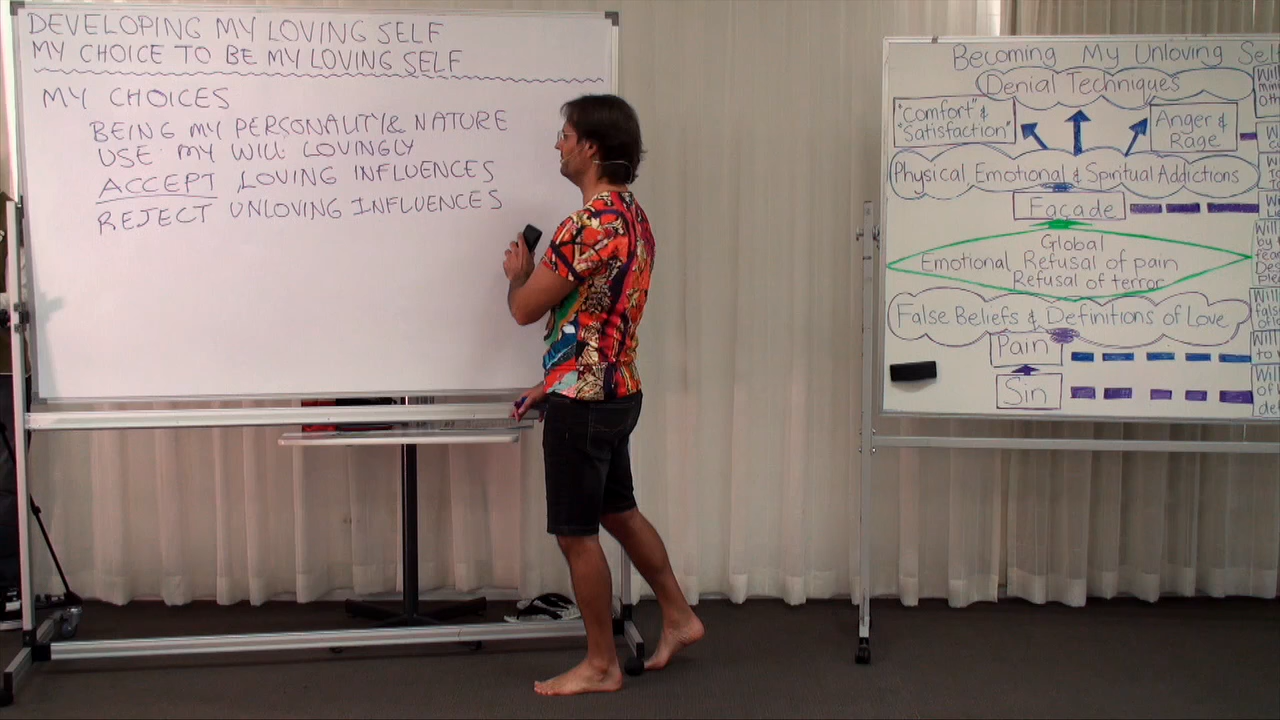 DEVELOPING MY LOVING SELF
MY CHOICE TO BE MY LOVING SELF
MY CHOICES
BEING MY PERSONALITY & NATURE
USE MY WILL LOVINGLY
ACCEPT LOVING INFLUENCES
REJECT UNLOVING INFLUENCES
Becoming My Unloving Self
Denial Techniques
"Comfort" &
"Satisfaction"
Anger &
Rage
Physical, Emotional & Spiritual Addictions
Façade
Global
Emotional Refusal of pain
Refusal of terror
False Beliefs & Definitions of Love
Pain
Sin